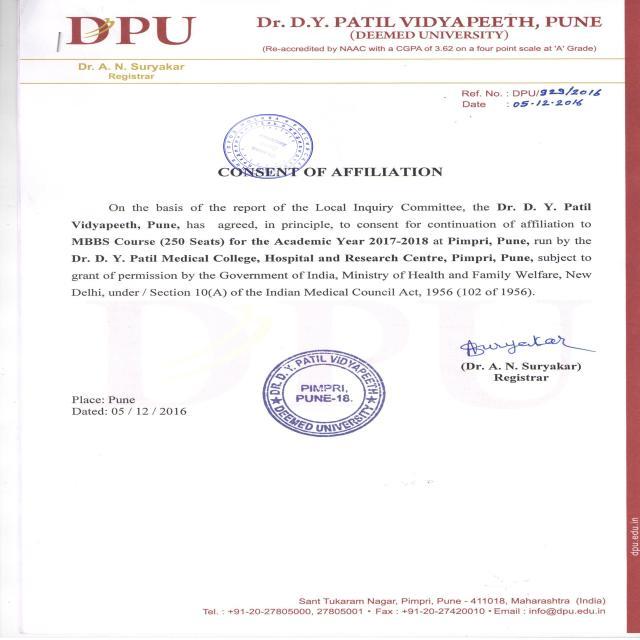 DPU
Dr. D.Y. PATIL VIDYAPEETH, PUNE
(DEEMED UNIVERSITY)
(Re-accredited by NAAC with a CGPA of 3.62 on a four point scale at 'A' Grade)
Dr. A. N. Suryakar
Registrar
Ref. No. : DPU/929/2016
Date : 05-12-2016
CONSENT OF AFFILIATION
On the basis of the report of the Local Inquiry Committee, the Dr. D. Y. Patil
Vidyapeeth, Pune, has agreed, in principle, to consent for continuation of affiliation to
MBBS Course (250 Seats) for the Academic Year 2017-2018 at Pimpri, Pune, run by the
Dr. D. Y. Patil Medical College, Hospital and Research Centre, Pimpri, Pune, subject to
grant of permission by the Government of India, Ministry of Health and Family Welfare, New
Delhi, under / Section 10(A) of the Indian Medical Council Act, 1956 (102 of 1956).
DPU
Asuryakar
(Dr. A. N. Suryakar)
Registrar
DR. D. Y. PATIL VIDYAPEETH
PIMPRI,
PUNE-18.
DEEMED UNIVERSITY
Place: Pune
Dated: 05 / 12 / 2016
dpu.edu.in
Sant Tukaram Nagar, Pimpri, Pune - 411018, Maharashtra (India)
Tel. : +91-20-27805000, 27805001 • Fax : +91-20-27420010 • Email : info@dpu.edu.in